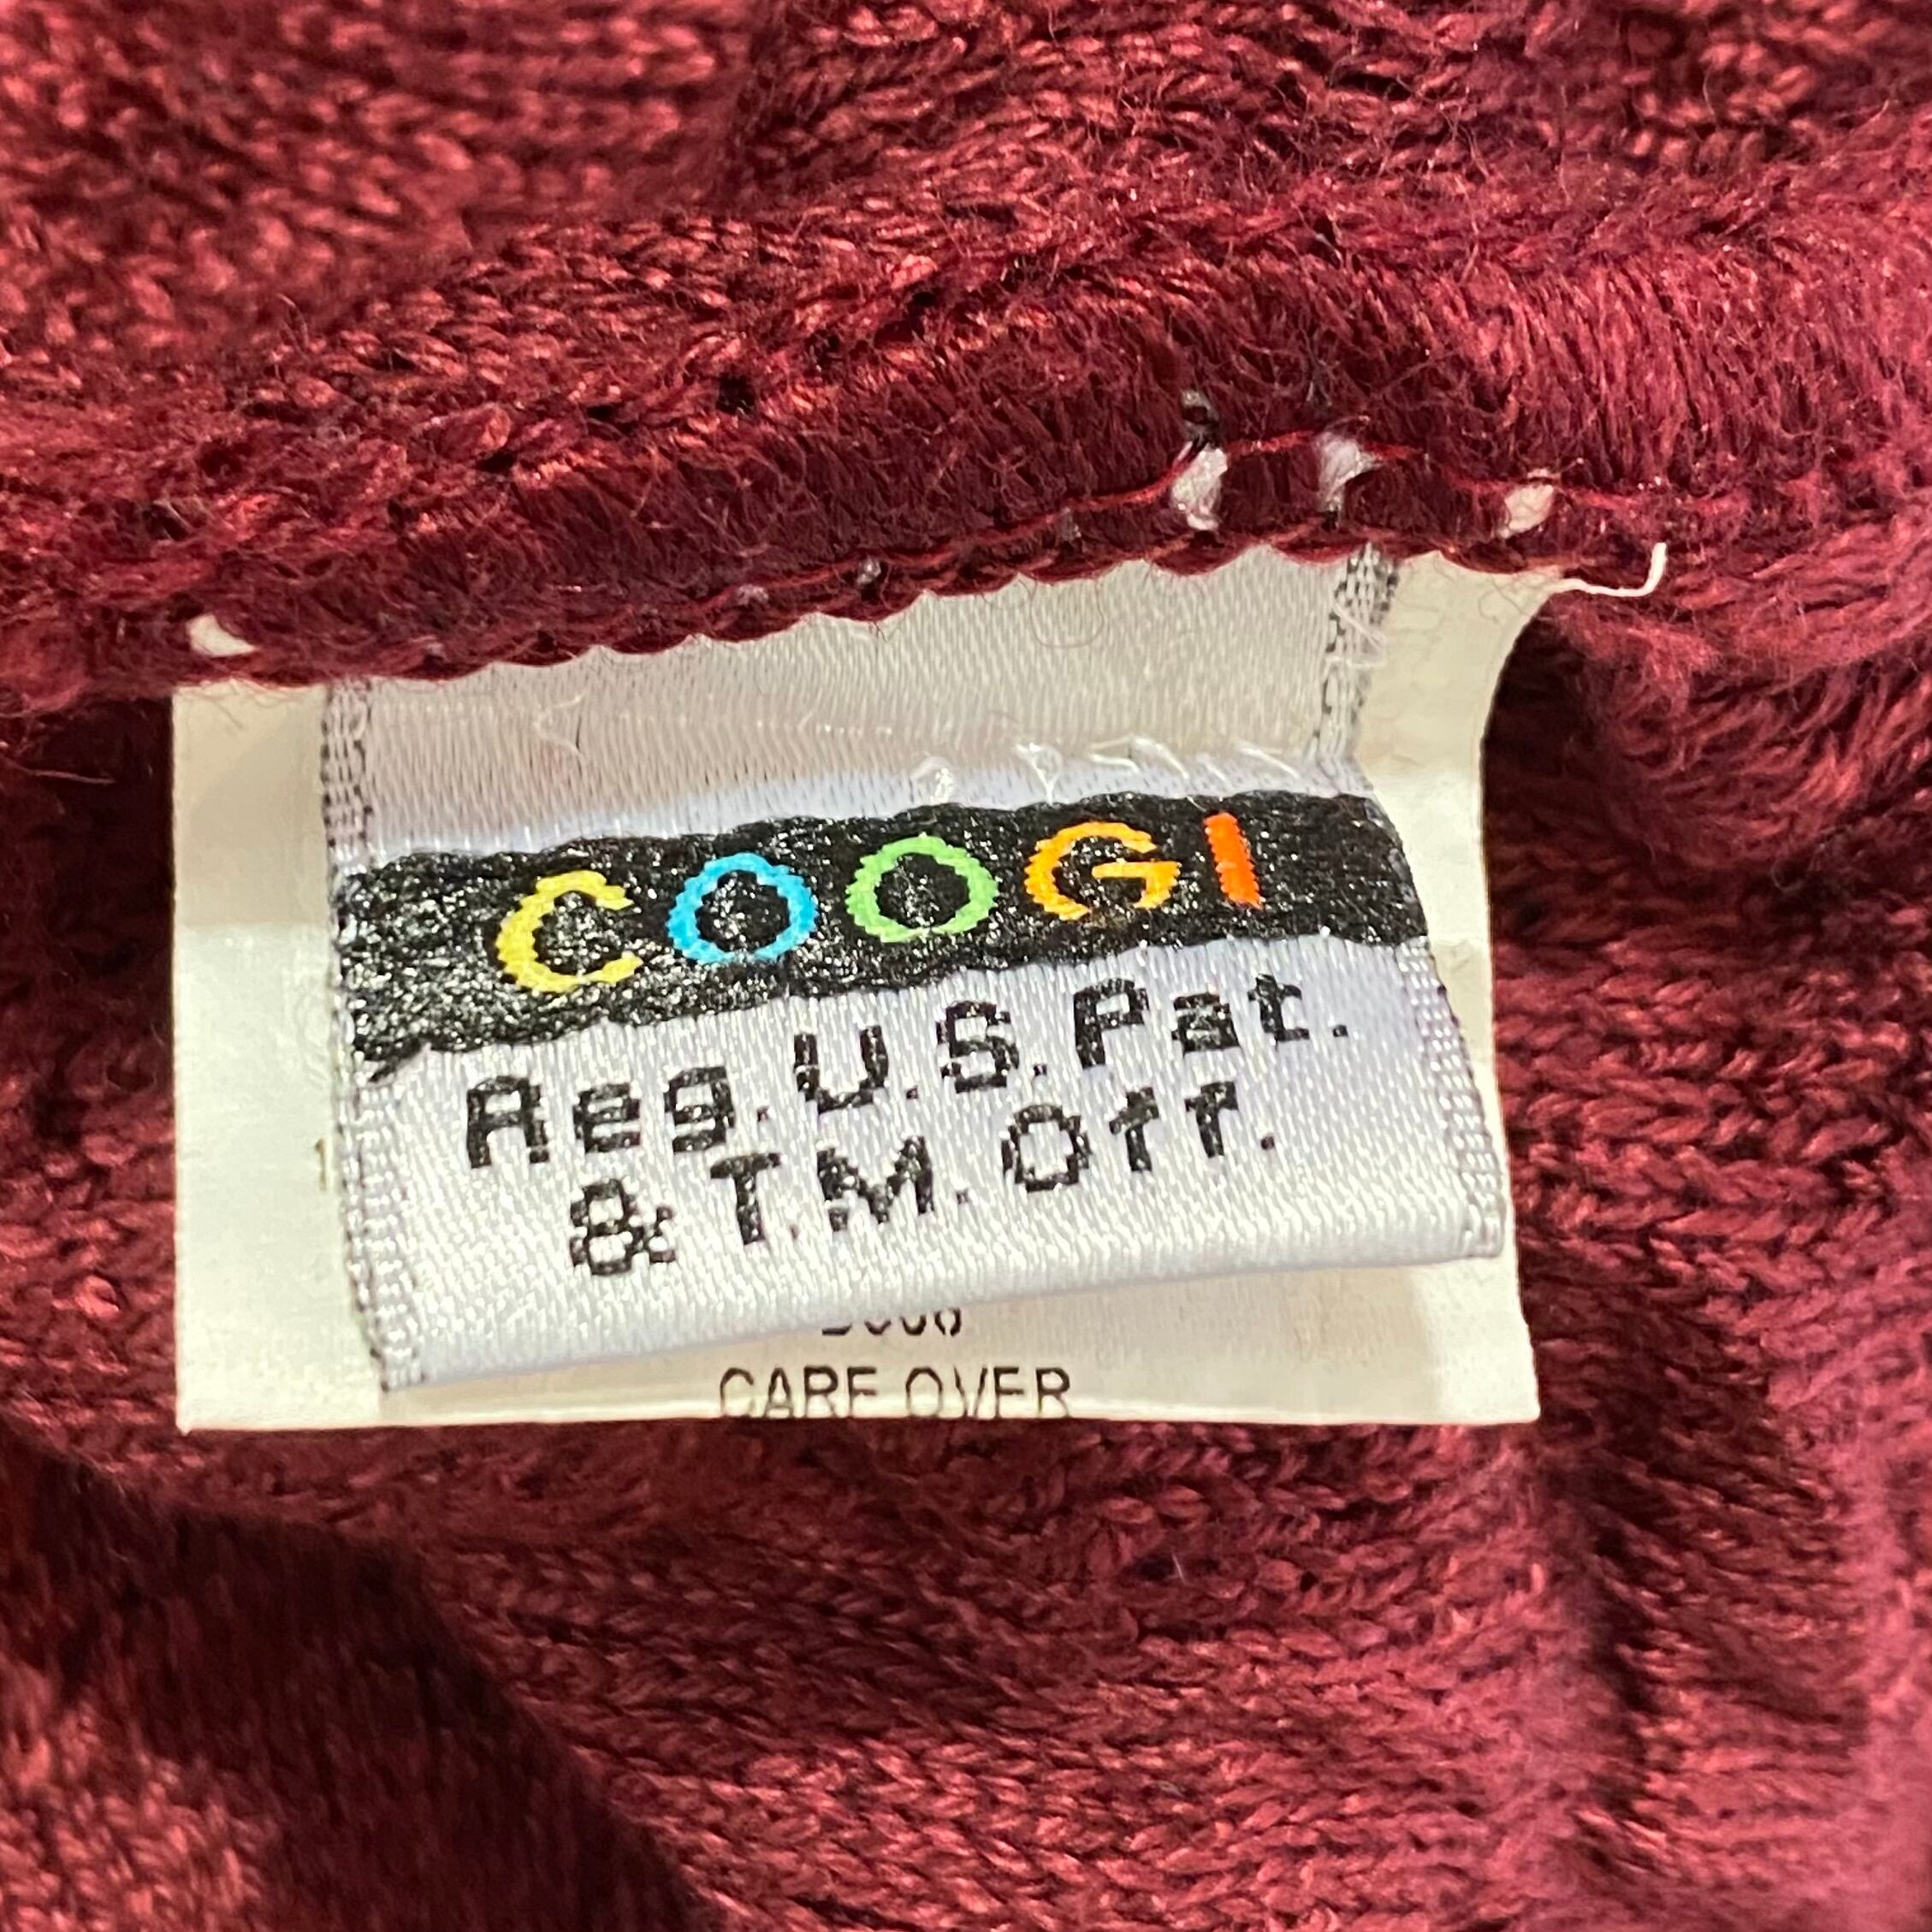 COOGI
Reg.U.S.Pat.
& T.M.Off.
CARE OVER